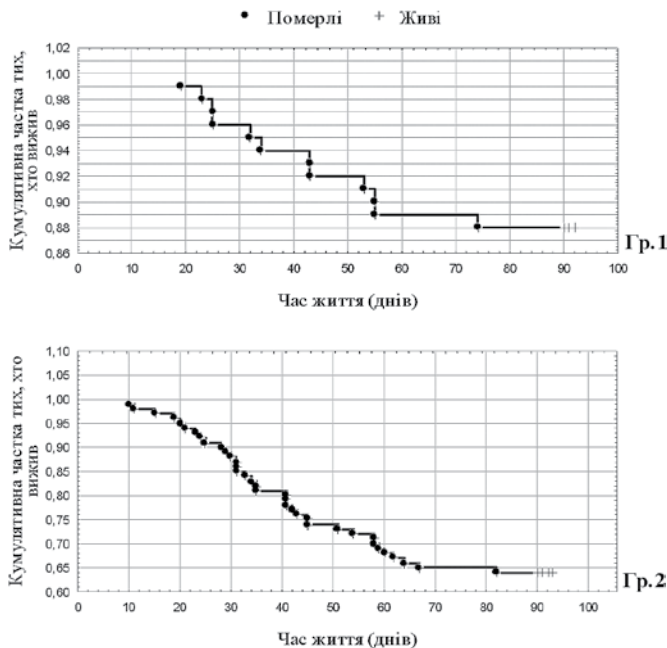 Померлі Живі
Кумулятивна частка тих,
хто вижив
1,02
1,00
0,98
0,96
0,94
0,92
0,90
0,88
0,86
0 10 20 30 40 50 60 70 80 90 100
Гр.1
Час життя (днів)
Кумулятивна частка тих, хто
вижив
1,10
1,05
1,00
0,95
0,90
0,85
0,80
0,75
0,70
0,65
0,60
0 10 20 30 40 50 60 70 80 90 100
Гр.2
Час життя (днів)